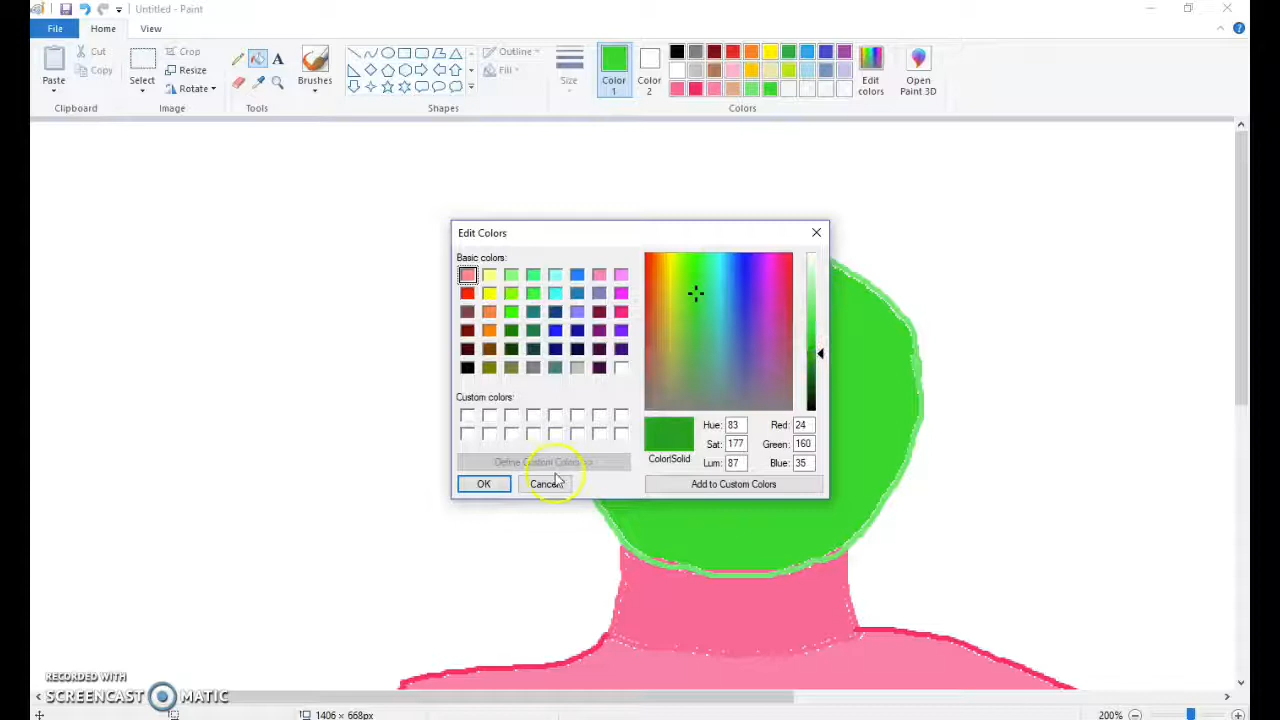 Untitled - Paint
File
Home
View
Paste
Cut
Copy
Clipboard
Select
Crop
Resize
Rotate
Image
Tools
Brushes
Outline
Fill
Shapes
Size
Color 1
Color 2
Colors
Edit colors
Open Paint 3D
Edit Colors
Basic colors:
Custom colors:
Define Custom Colors >>
OK
Cancel
Hue: 83
Sat: 177
Lum: 87
Red: 24
Green: 160
Blue: 35
Color|Solid
Add to Custom Colors
RECORDED WITH
SCREENCAST MATIC
1406 × 668px
200%